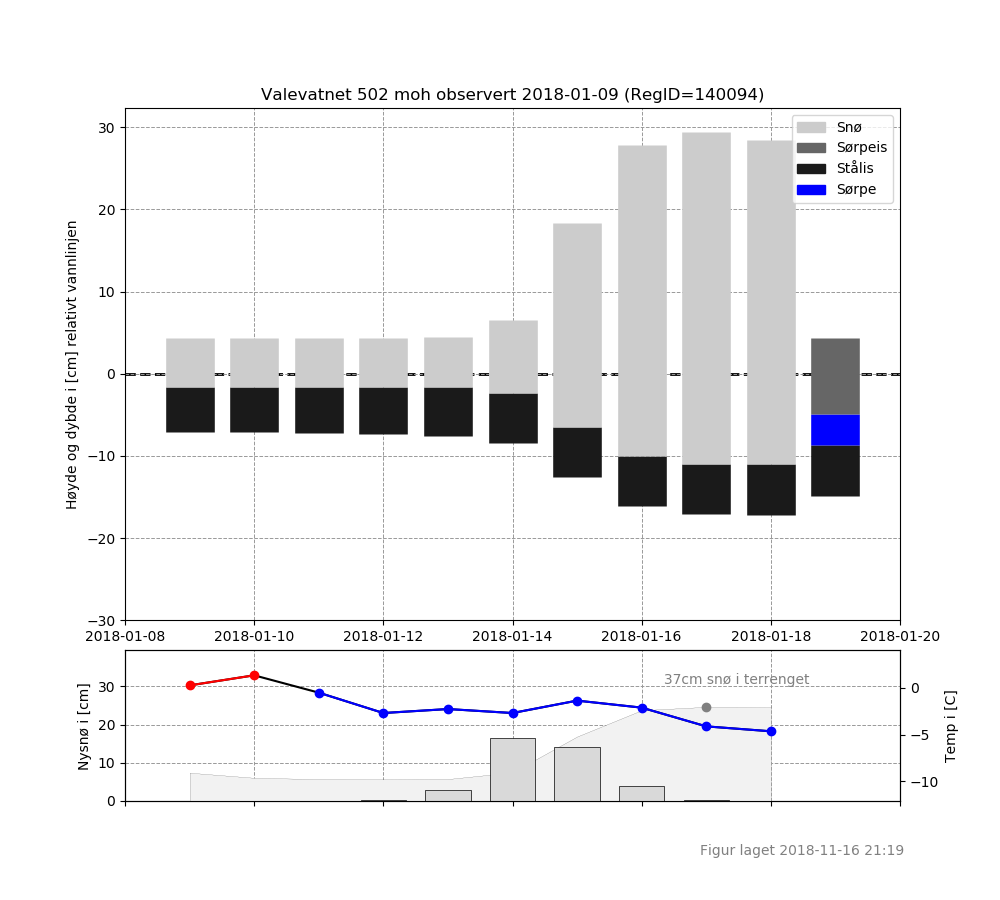 Valevatnet 502 moh observert 2018-01-09 (RegID=140094)
Høyde og dybde i [cm] relativt vannlinjen
30
20
10
0
−10
−20
−30
Snø
Sørpeis
Stålis
Sørpe
2018-01-08 2018-01-10 2018-01-12 2018-01-14 2018-01-16 2018-01-18 2018-01-20
Nysnø i [cm]
30
20
10
0
37cm snø i terrenget
0
−5
−10
Temp i [C]
Figur laget 2018-11-16 21:19